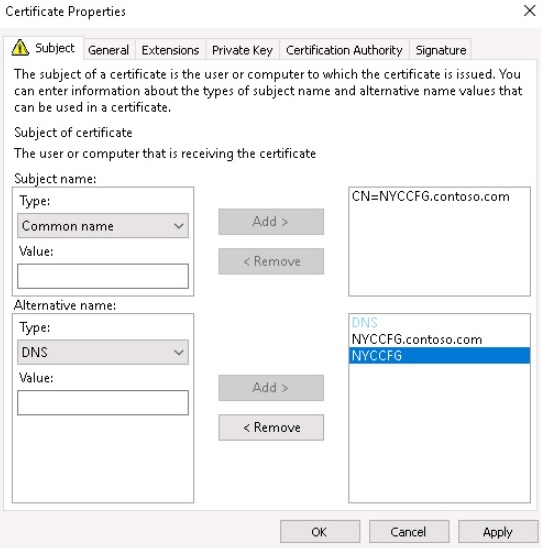 Certificate Properties
Subject General Extensions Private Key Certification Authority Signature
The subject of a certificate is the user or computer to which the certificate is issued. You
can enter information about the types of subject name and alternative name values that
can be used in a certificate.
Subject of certificate
The user or computer that is receiving the certificate
Subject name:
Type:
Common name
Value:
Add >
< Remove
CN=NYCCFG.contoso.com
Alternative name:
Type:
DNS
Value:
Add >
< Remove
DNS
NYCCFG.contoso.com
NYCCFG
OK Cancel Apply